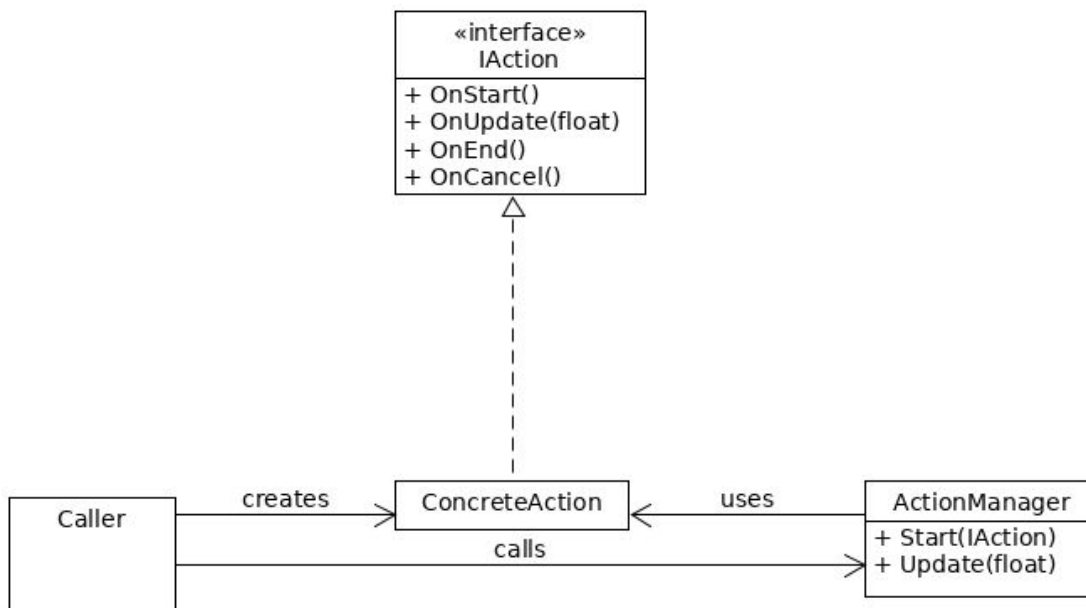 «interface»
IAction
+ OnStart()
+ OnUpdate(float)
+ OnEnd()
+ OnCancel()
creates
ConcreteAction
uses
ActionManager
Caller
calls
+ Start(IAction)
+ Update(float)